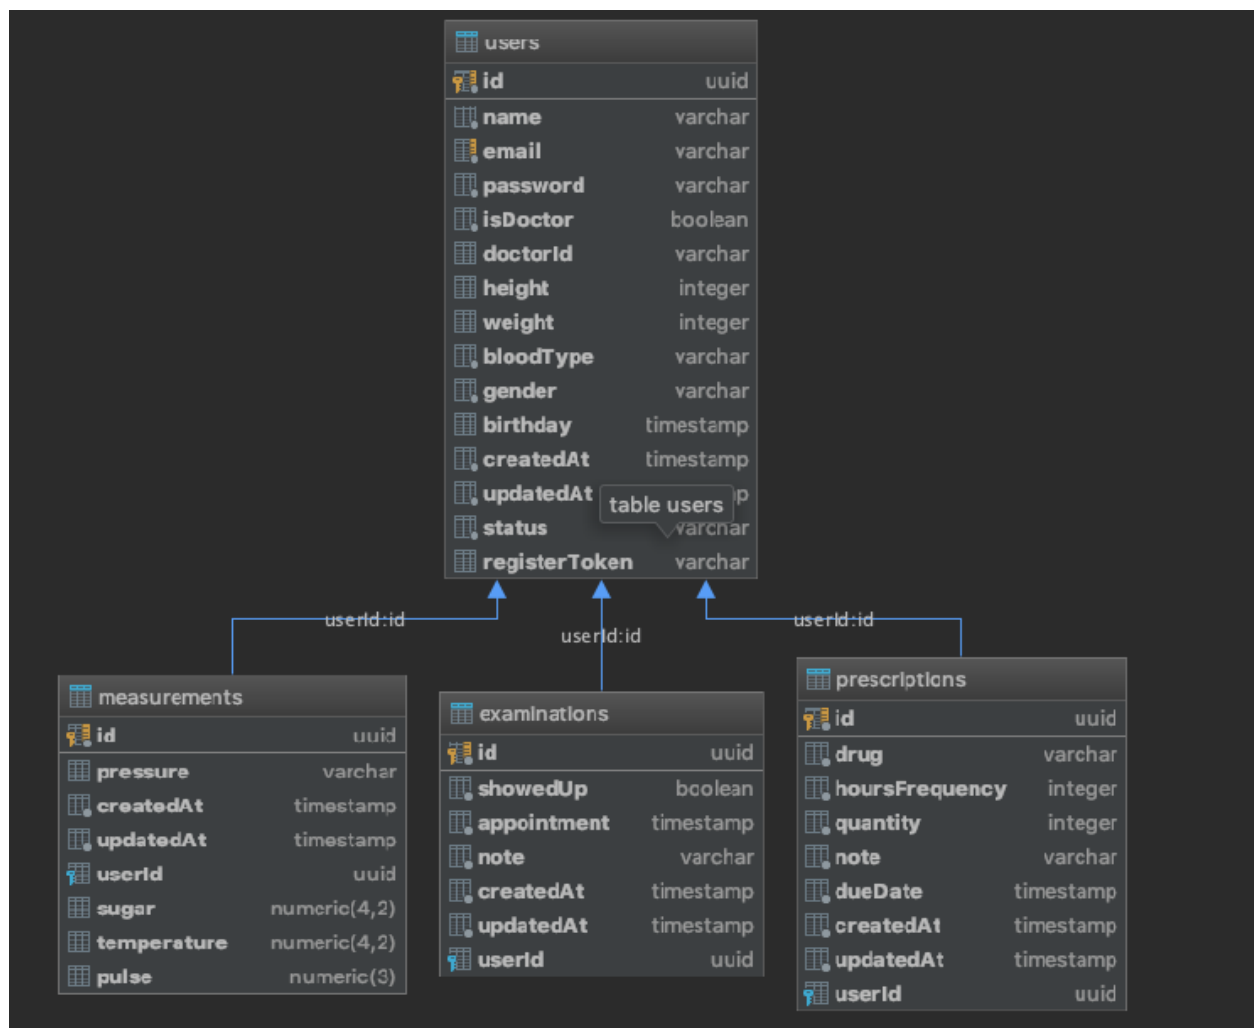 users
id uuid
name varchar
email varchar
password varchar
isDoctor boolean
doctorId varchar
height integer
weight integer
bloodType varchar
gender varchar
birthday timestamp
createdAt timestamp
updatedAt p
table users
status varchar
registerToken varchar
userId:id
userId:id
userId:id
measurements
id uuid
pressure varchar
createdAt timestamp
updatedAt timestamp
userId uuid
sugar numeric(4,2)
temperature numeric(4,2)
pulse numeric(3)
examinations
id uuid
showedUp boolean
appointment timestamp
note varchar
createdAt timestamp
updatedAt timestamp
userId uuid
prescriptions
id uuid
drug varchar
hoursFrequency integer
quantity integer
note varchar
dueDate timestamp
createdAt timestamp
updatedAt timestamp
userId uuid